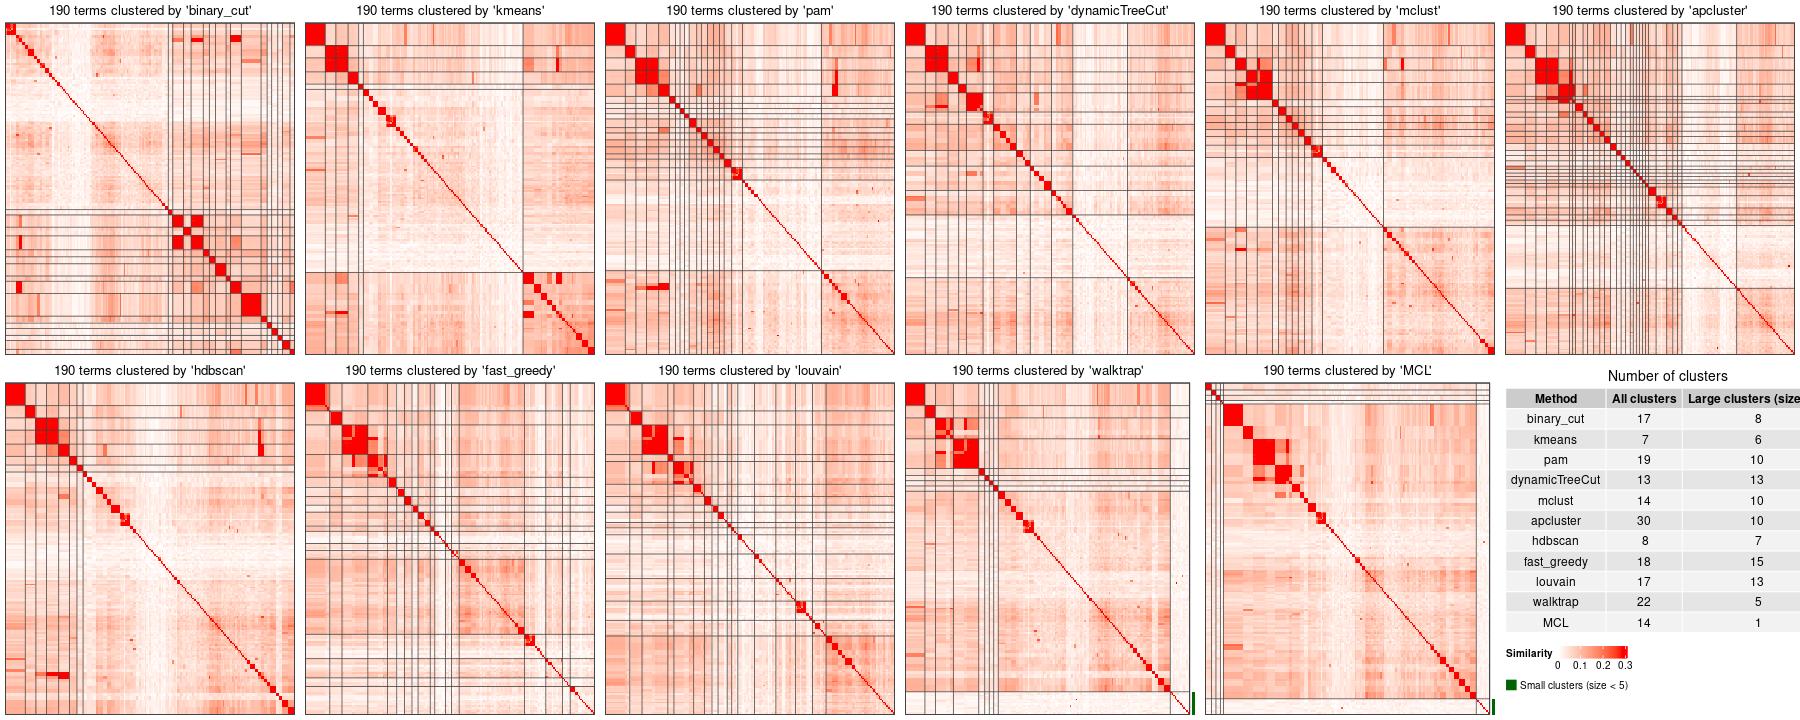 190 terms clustered by 'binary_cut'
190 terms clustered by 'kmeans'
190 terms clustered by 'pam'
190 terms clustered by 'dynamicTreeCut'
190 terms clustered by 'mclust'
190 terms clustered by 'apcluster'
190 terms clustered by 'hdbscan'
190 terms clustered by 'fast_greedy'
190 terms clustered by 'louvain'
190 terms clustered by 'walktrap'
190 terms clustered by 'MCL'
Number of clusters
Method All clusters Large clusters (size
binary_cut 17 8
kmeans 7 6
pam 19 10
dynamicTreeCut 13 13
mclust 14 10
apcluster 30 10
hdbscan 8 7
fast_greedy 18 15
louvain 17 13
walktrap 22 5
MCL 14 1
Similarity
0 0.1 0.2 0.3
Small clusters (size < 5)